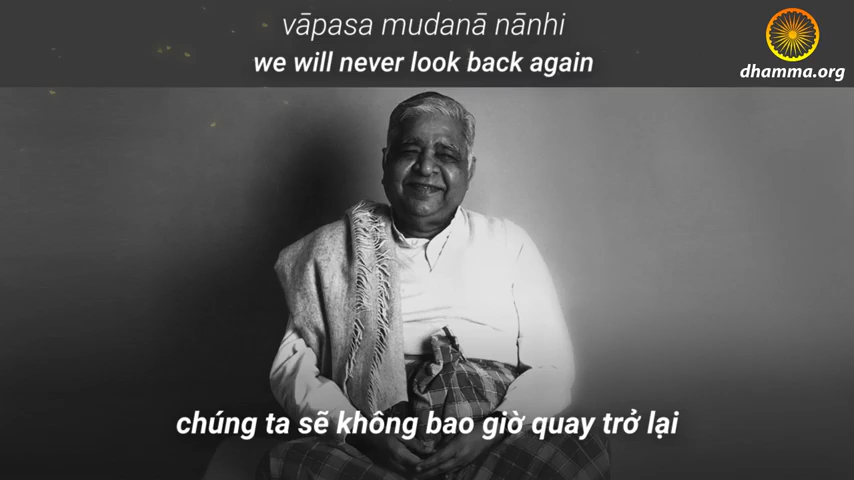 vāpasa mudanā nānhi
we will never look back again
dhamma.org
chúng ta sẽ không bao giờ quay trở lại